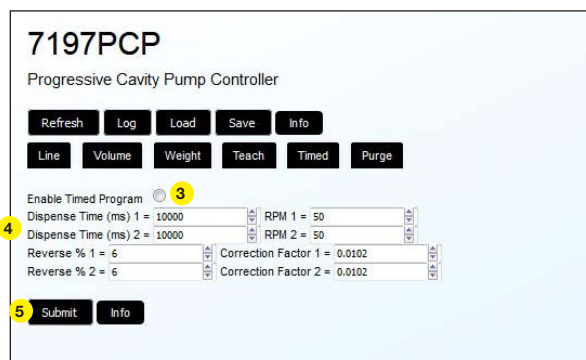 7197PCP
Progressive Cavity Pump Controller
Refresh Log Load Save Info
Line Volume Weight Teach Timed Purge
Enable Timed Program 3
4
Dispense Time (ms) 1 = 10000 RPM 1 = 50
Dispense Time (ms) 2 = 10000 RPM 2 = 50
Reverse % 1 = 6 Correction Factor 1 = 0.0102
Reverse % 2 = 6 Correction Factor 2 = 0.0102
5 Submit Info